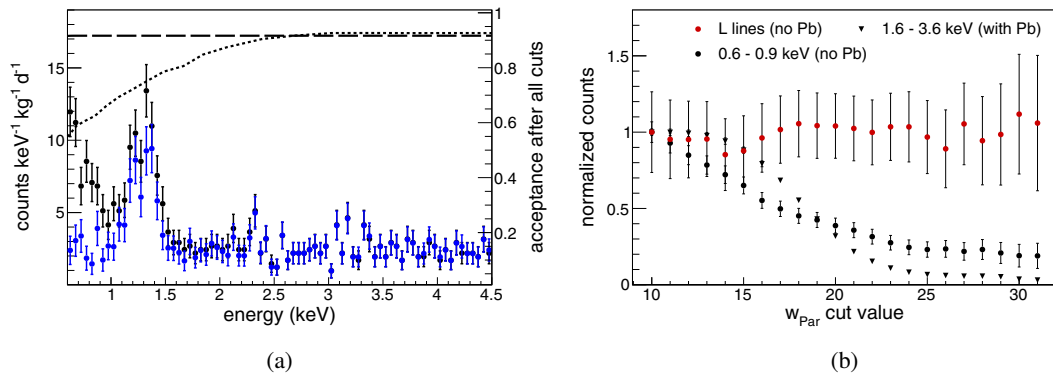 counts keV⁻¹ kg⁻¹ d⁻¹
15
10
5
1
0.8
0.6
0.4
0.2
acceptance after all cuts
1 1.5 2 2.5 3 3.5 4 4.5
energy (keV)
(a)
L lines (no Pb) 1.6 - 3.6 keV (with Pb)
0.6 - 0.9 keV (no Pb)
normalized counts
1.5
1
0.5
0
10 15 20 25 30
w_Par cut value
(b)